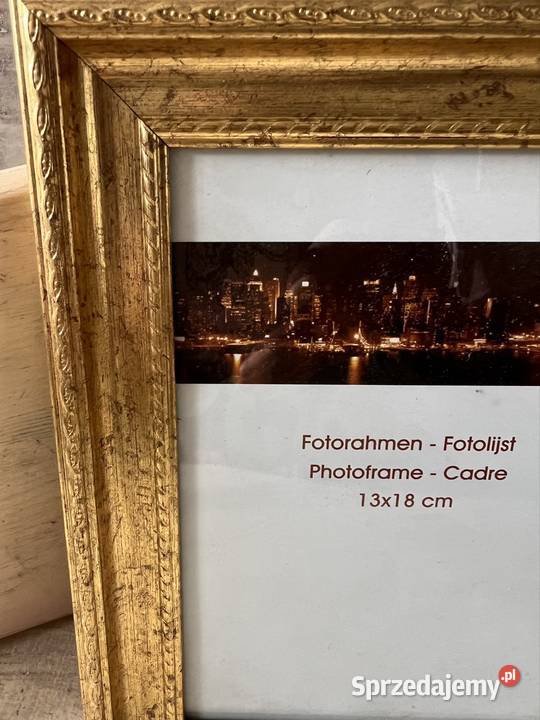 Fotorahmen - Fotolijst
Photoframe - Cadre
13x18 cm
Sprzedajemy.pl